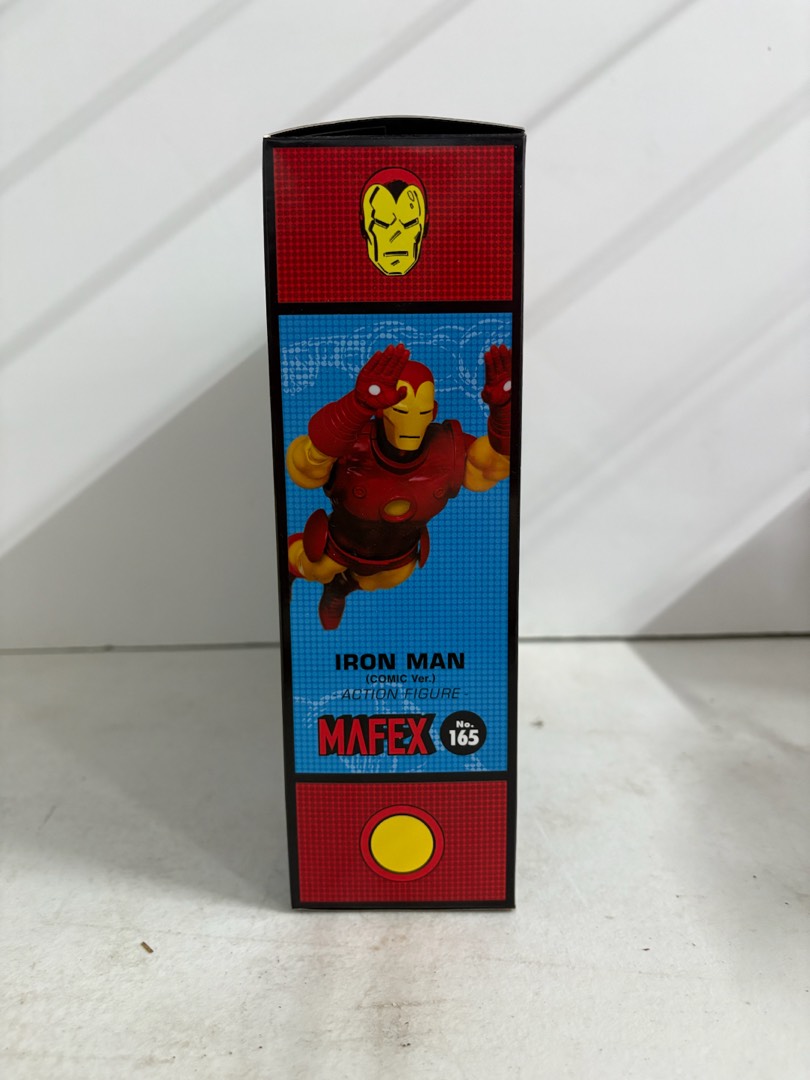 IRON MAN
(COMIC Ver.)
-ACTION FIGURE-
MAFEX
No.
165